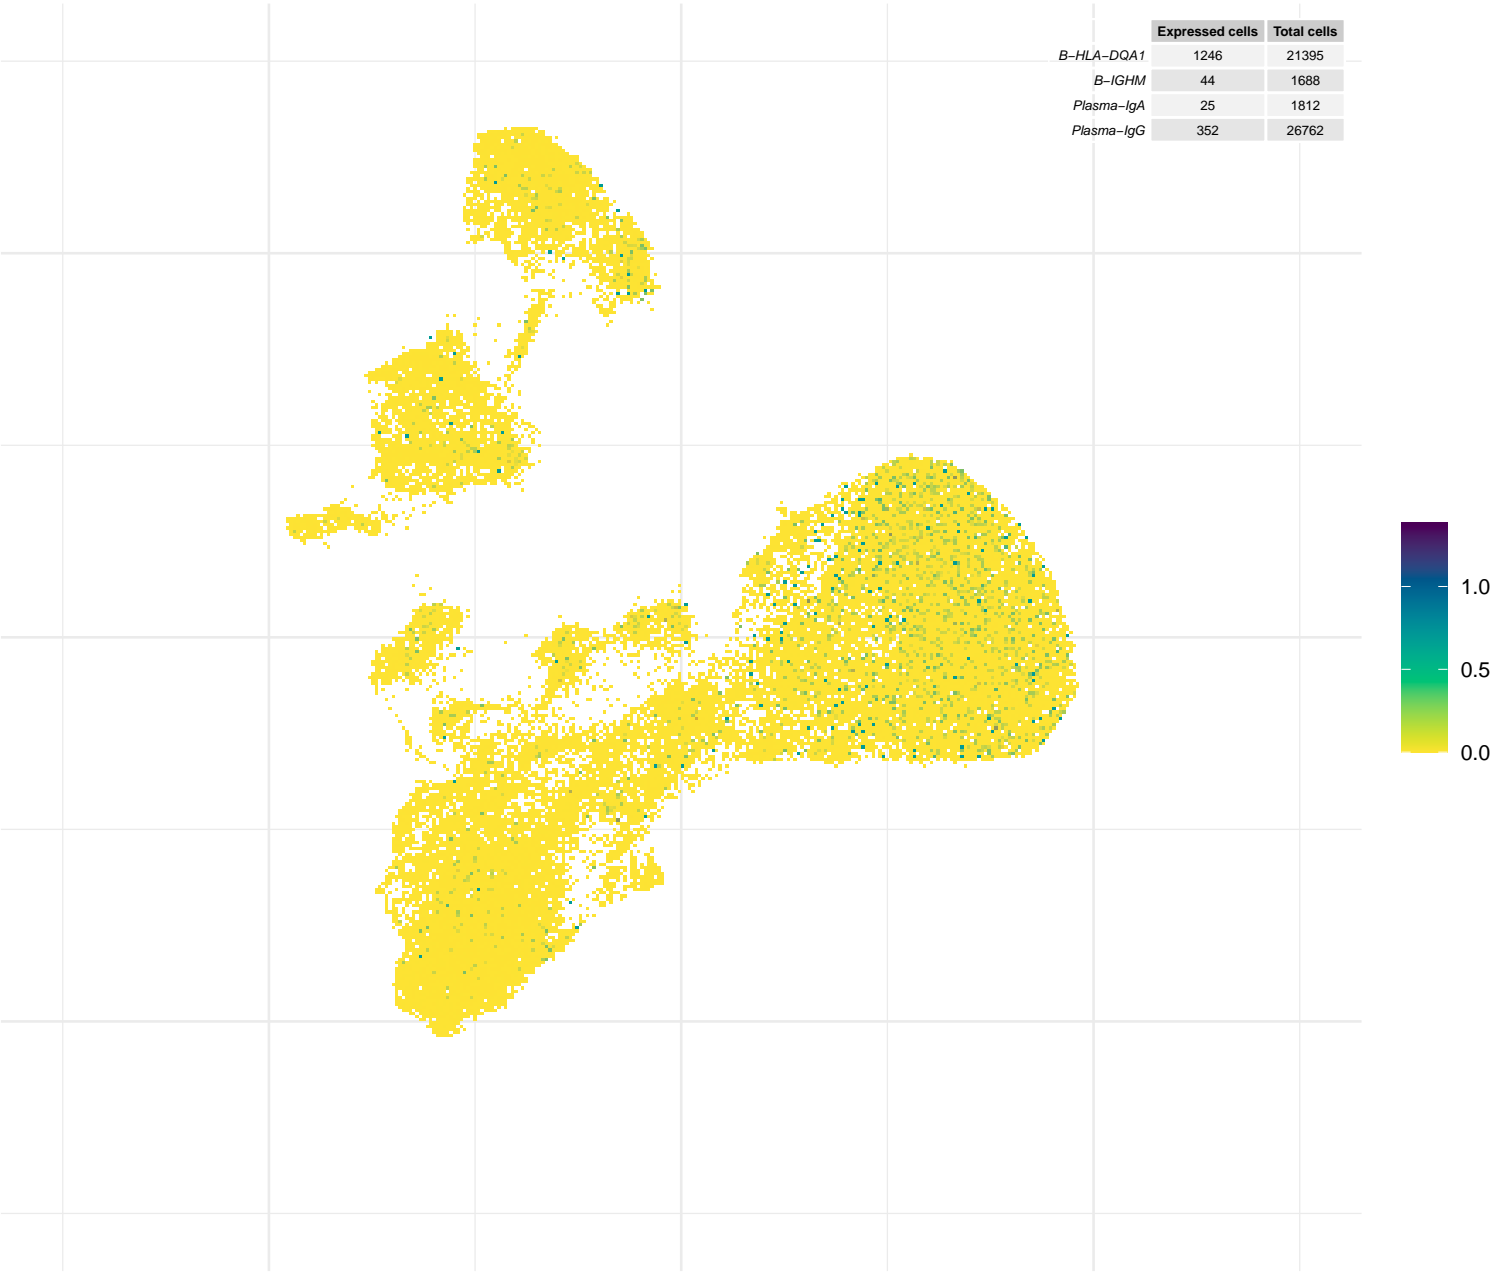 Expressed cells Total cells
B−HLA−DQA1 1246 21395
B−IGHM 44 1688
Plasma−IgA 25 1812
Plasma−IgG 352 26762
1.0
0.5
0.0